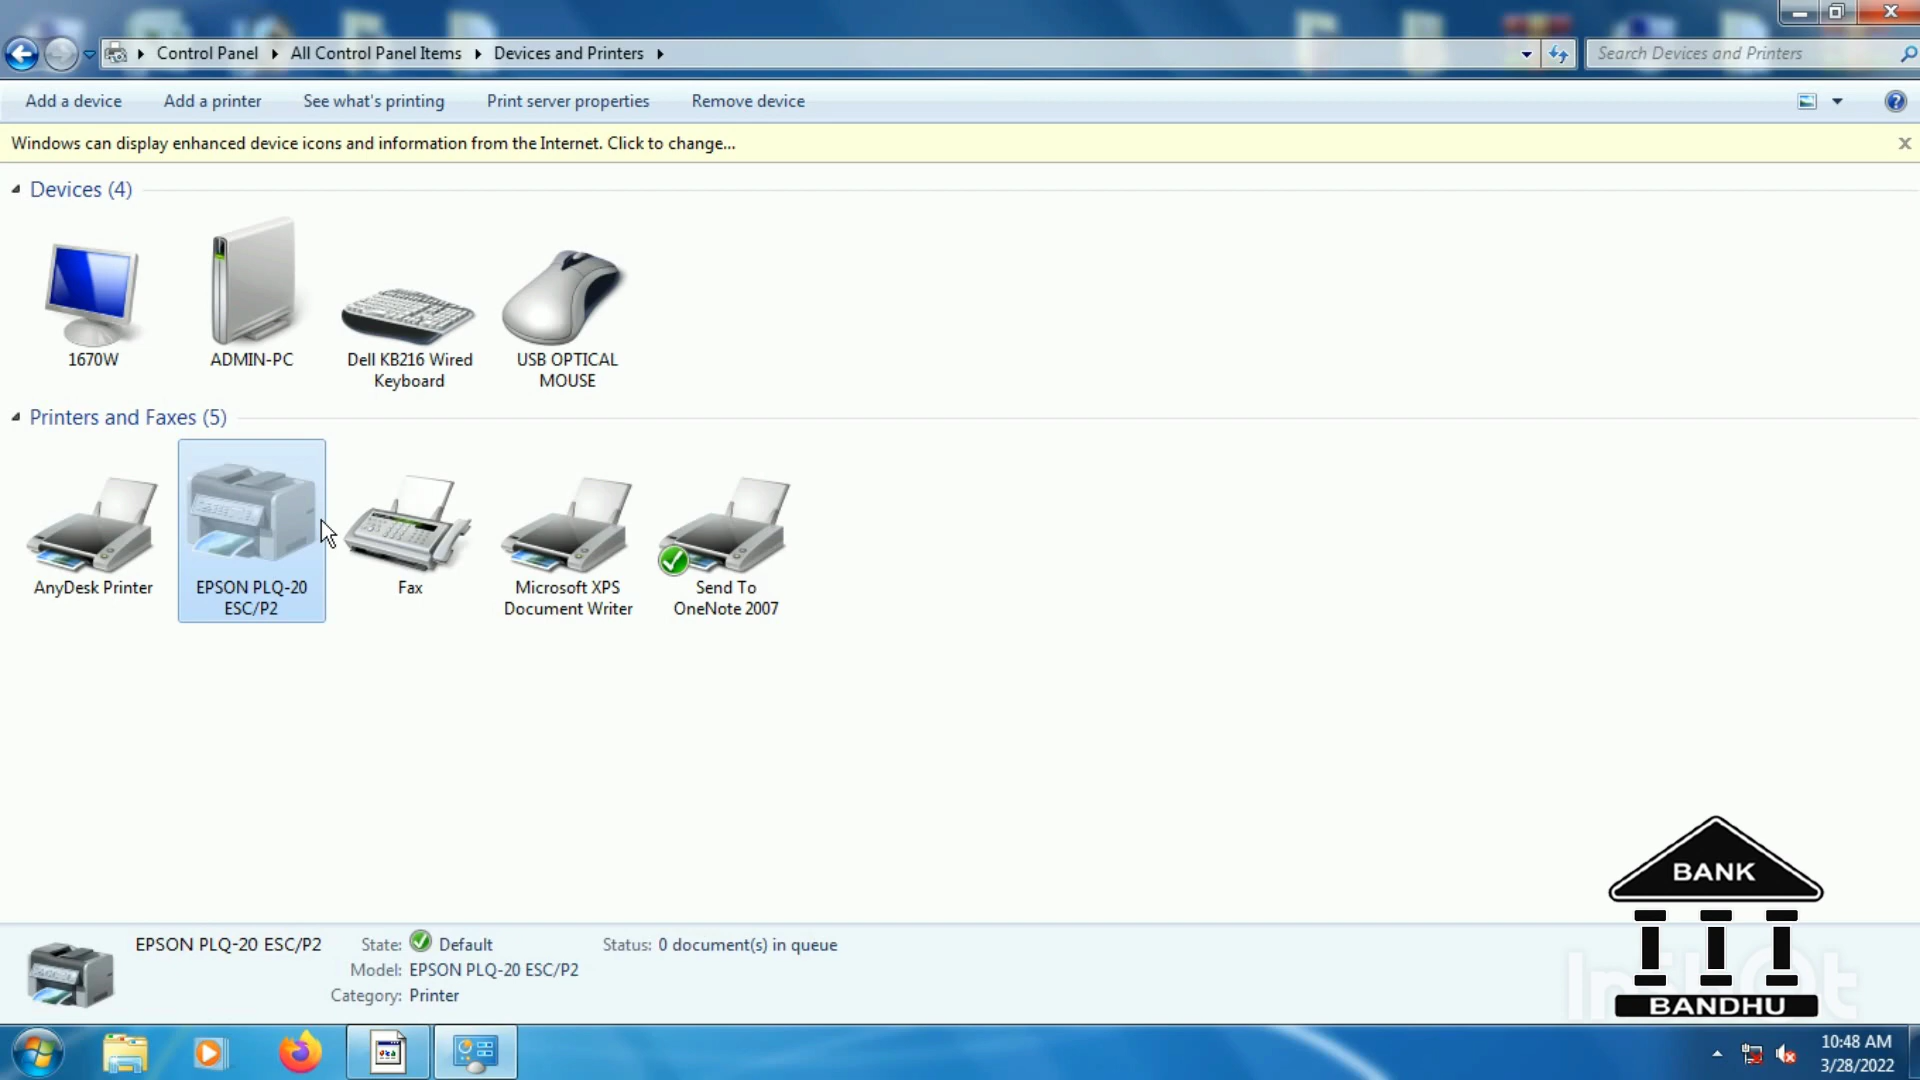 Control Panel
All Control Panel Items
Devices and Printers
Search Devices and Printers
Add a device
Add a printer
See what's printing
Print server properties
Remove device
Windows can display enhanced device icons and information from the Internet. Click to change...
Devices (4)
1670W
ADMIN-PC
Dell KB216 Wired
Keyboard
USB OPTICAL
MOUSE
Printers and Faxes (5)
AnyDesk Printer
EPSON PLQ-20
ESC/P2
Fax
Microsoft XPS
Document Writer
Send To
OneNote 2007
BANK
BANDHU
EPSON PLQ-20 ESC/P2
State: Default
Status: 0 document(s) in queue
Model: EPSON PLQ-20 ESC/P2
Category: Printer
10:48 AM
3/28/2022